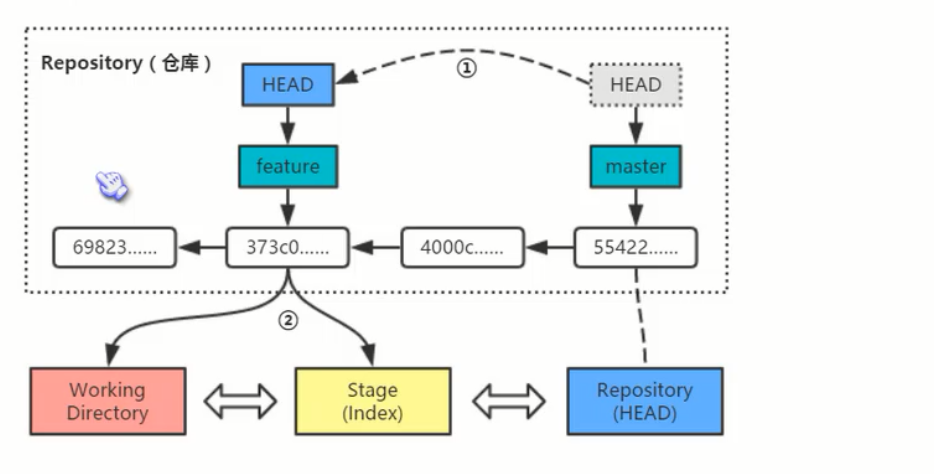 Repository ( 仓库 )
HEAD
①
HEAD
feature
master
69823......
373c0......
4000c......
55422......
②
Working
Directory
Stage
(Index)
Repository
(HEAD)